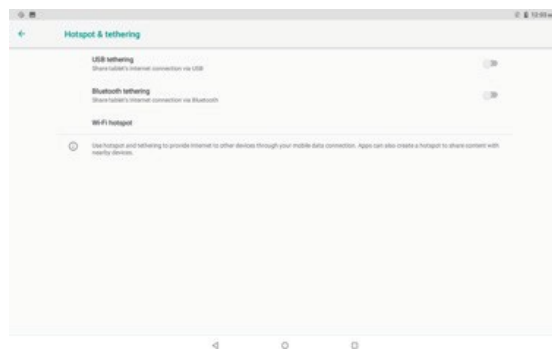 12:03
Hotspot & tethering
USB tethering
Share tablet's internet connection via USB
Bluetooth tethering
Share tablet's internet connection via Bluetooth
Wi-Fi hotspot
Use hotspot and tethering to provide internet to other devices through your mobile data connection. Apps can also create a hotspot to share content with
nearby devices.